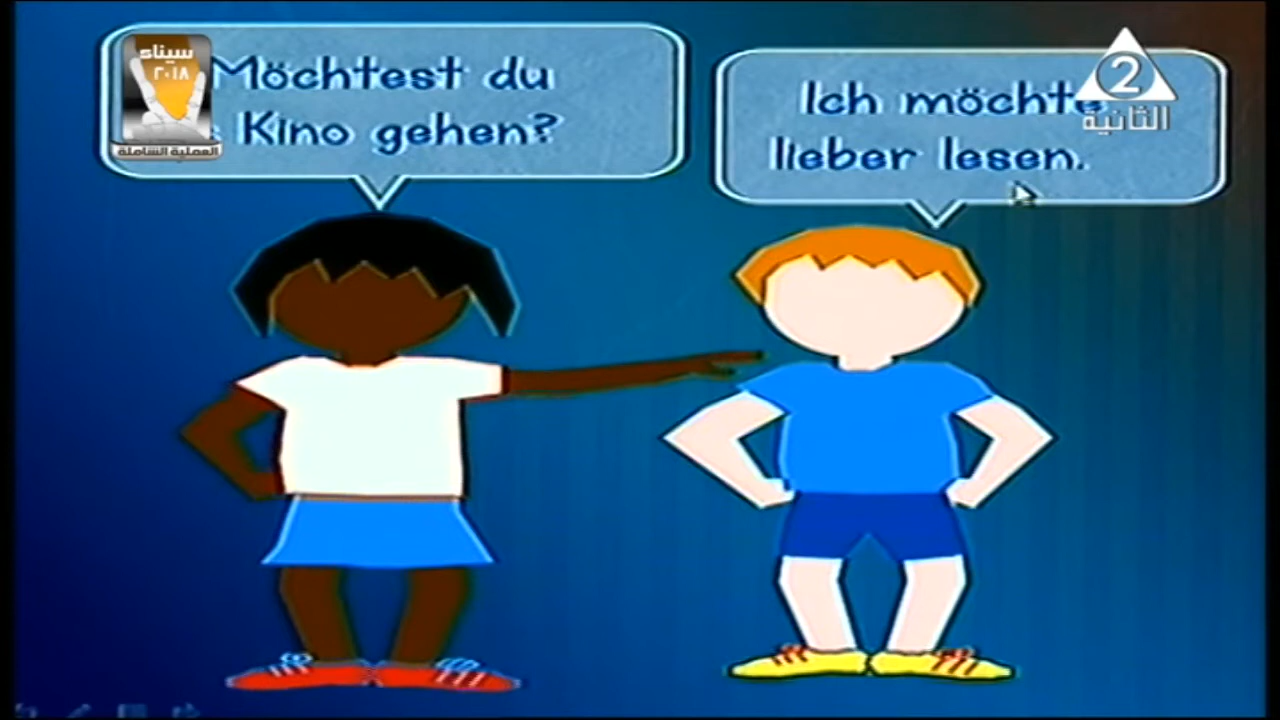 سيناء
٢٠١٨
العملية الشاملة
Möchtest du
Kino gehen?
Ich möchte
lieber lesen.
2
الثانية